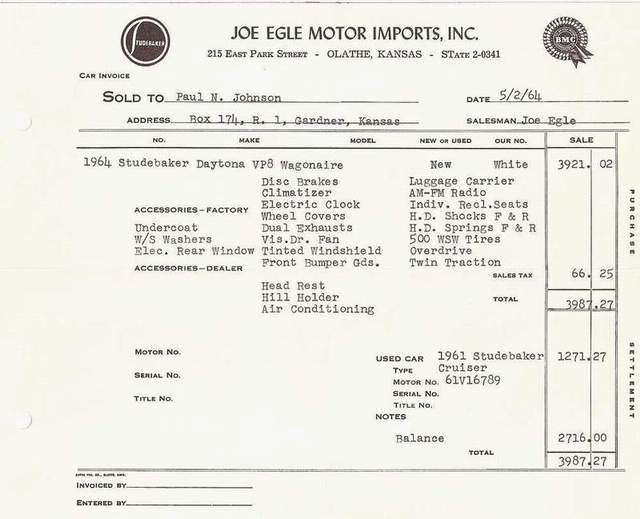 STUDEBAKER
JOE EGLE MOTOR IMPORTS, INC.
215 EAST PARK STREET - OLATHE, KANSAS - STATE 2-0341
BMC
CAR INVOICE
SOLD TO Paul N. Johnson DATE 5/2/64
ADDRESS Box 174, R. 1, Gardner, Kansas SALESMAN Joe Egle
NO. MAKE MODEL NEW OR USED OUR NO. SALE
1964 Studebaker Daytona VP8 Wagonaire New White 3921. 02
Disc Brakes Luggage Carrier
Climatizer AM-FM Radio
ACCESSORIES-FACTORY Electric Clock Indiv. Recl.Seats
Wheel Covers H.D. Shocks F & R
Undercoat Dual Exhausts H.D. Springs F & R
W/S Washers Vis.Dr. Fan 500 WSW Tires
Elec. Rear Window Tinted Windshield Overdrive
ACCESSORIES-DEALER Front Bumper Gds. Twin Traction
SALES TAX 66. 25
Head Rest
Hill Holder TOTAL 3987.27
Air Conditioning
PURCHASE
MOTOR NO. USED CAR 1961 Studebaker 1271.27
TYPE Cruiser
SERIAL NO. MOTOR NO. 61V16789
SERIAL NO.
TITLE NO. TITLE NO.
NOTES
Balance 2716.00
TOTAL 3987.27
SETTLEMENT
INVOICED BY
ENTERED BY